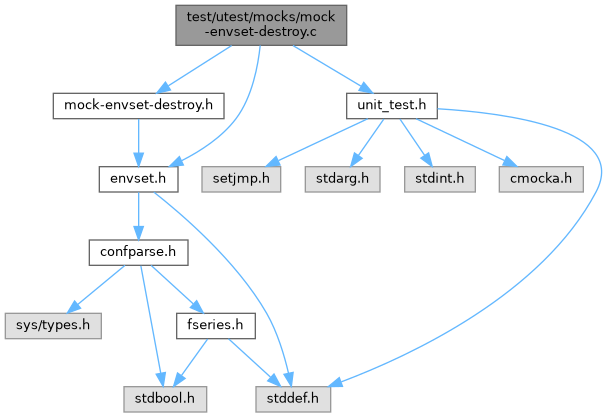 test/utest/mocks/mock
-envset-destroy.c
mock-envset-destroy.h
unit_test.h
envset.h
setjmp.h
stdarg.h
stdint.h
cmocka.h
confparse.h
sys/types.h
fseries.h
stdbool.h
stddef.h